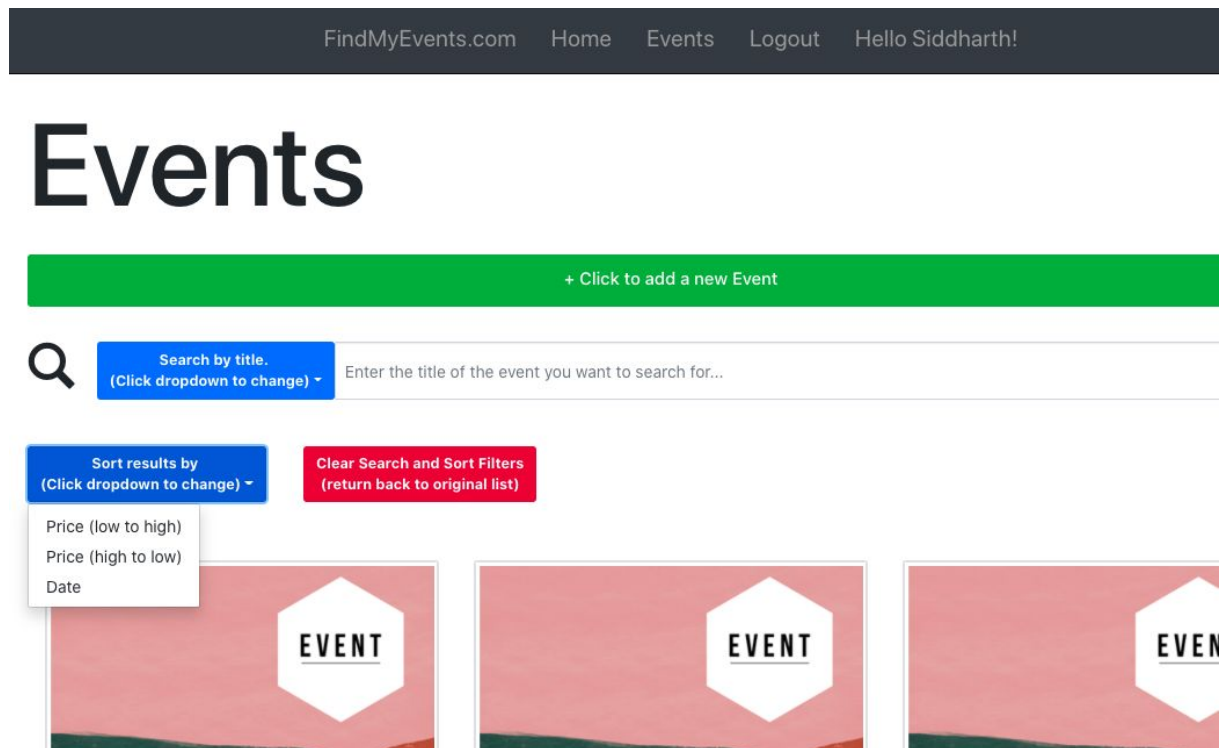 FindMyEvents.com Home Events Logout Hello Siddharth!
Events
+ Click to add a new Event
Search by title.
(Click dropdown to change)
Enter the title of the event you want to search for...
Sort results by
(Click dropdown to change)
Clear Search and Sort Filters
(return back to original list)
Price (low to high)
Price (high to low)
Date
EVENT
EVENT
EVEN